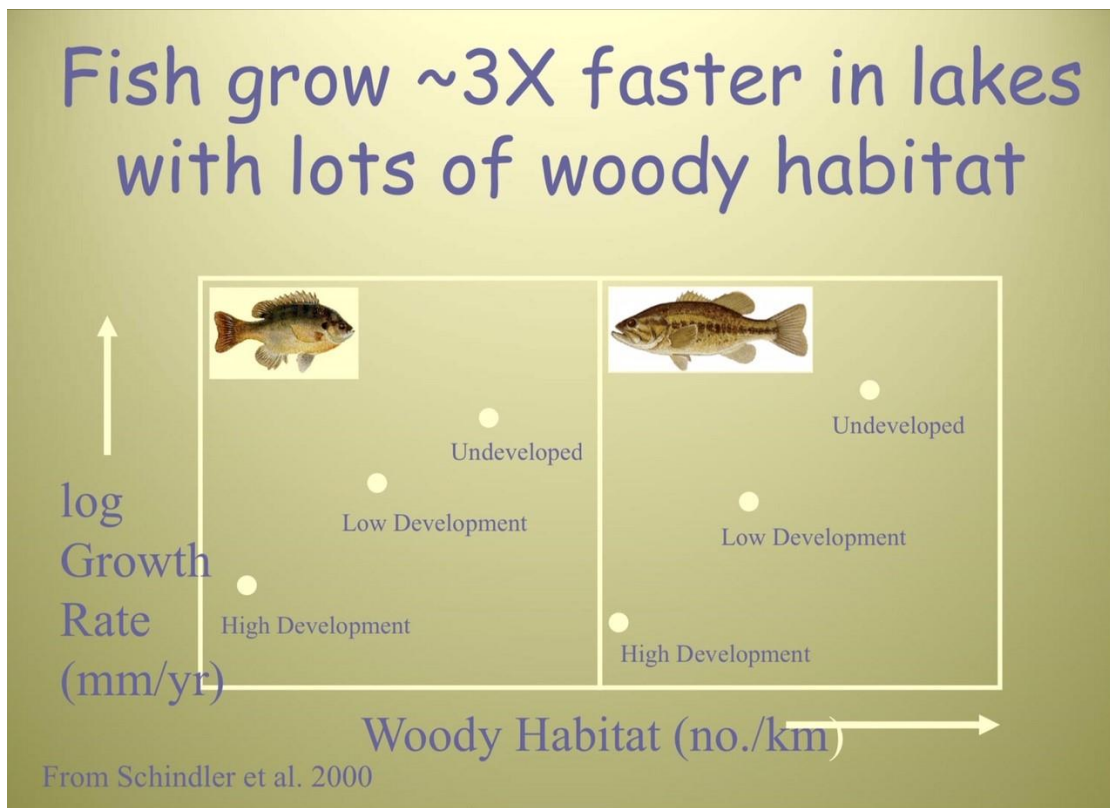 Fish grow ~3X faster in lakes
with lots of woody habitat
log
Growth
Rate
(mm/yr)
Undeveloped
Low Development
High Development
Undeveloped
Low Development
High Development
Woody Habitat (no./km)
From Schindler et al. 2000